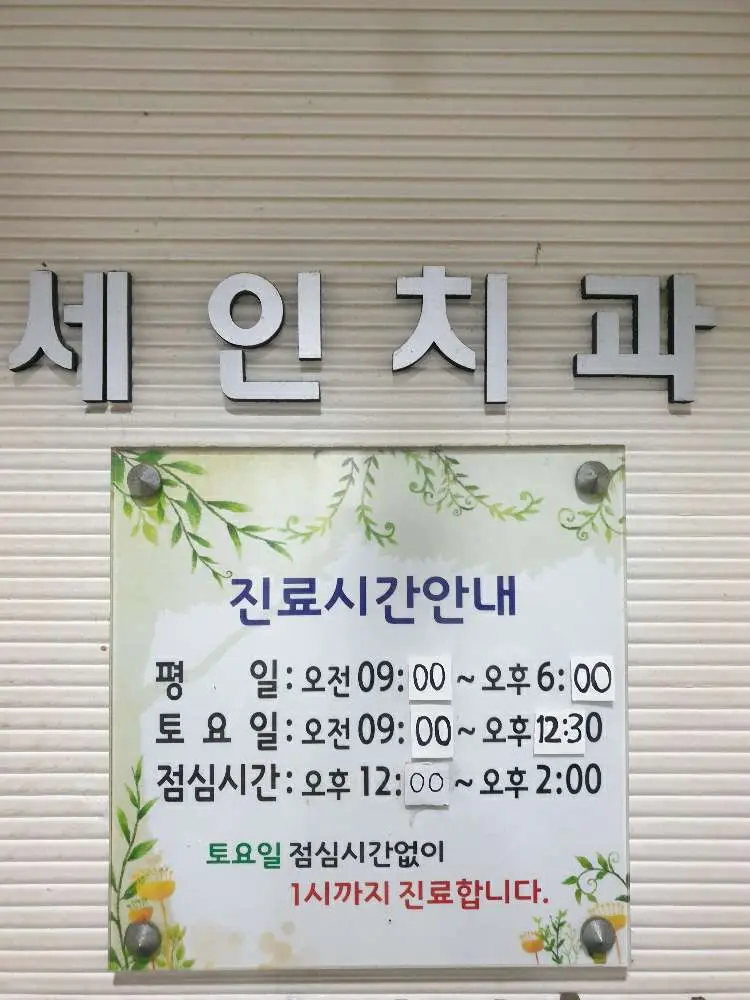 세인치과
진료시간안내
평 일: 오전 09:00 ~ 오후 6:00
토 요 일: 오전 09:00 ~ 오후 12:30
점심시간: 오후 12:00 ~ 오후 2:00
토요일 점심시간없이
1시까지 진료합니다.